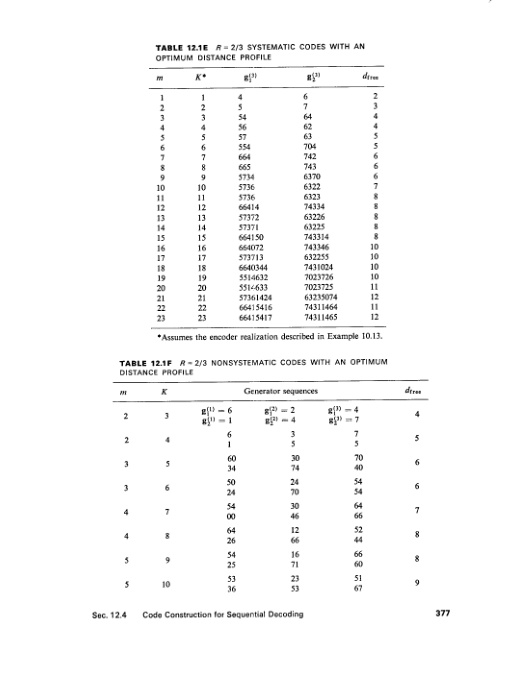 TABLE 12.1E R = 2/3 SYSTEMATIC CODES WITH AN
OPTIMUM DISTANCE PROFILE
m K* g₁⁽³⁾ g₂⁽³⁾ dfree
1 1 4 6 2
2 2 5 7 3
3 3 54 64 4
4 4 56 62 4
5 5 57 63 5
6 6 554 704 5
7 7 664 742 6
8 8 665 743 6
9 9 5734 6370 6
10 10 5736 6322 7
11 11 5736 6323 8
12 12 66414 74334 8
13 13 57372 63226 8
14 14 57371 63225 8
15 15 664150 743314 8
16 16 664072 743346 10
17 17 573713 632255 10
18 18 6640344 7431024 10
19 19 5514632 7023726 10
20 20 5514633 7023725 11
21 21 57361424 63235074 12
22 22 66415416 74311464 11
23 23 66415417 74311465 12
*Assumes the encoder realization described in Example 10.13.
TABLE 12.1F R = 2/3 NONSYSTEMATIC CODES WITH AN OPTIMUM
DISTANCE PROFILE
m K Generator sequences dfree
2 3 g₁⁽¹⁾ = 6 g₁⁽²⁾ = 2 g₁⁽³⁾ = 4 4
g₂⁽¹⁾ = 1 g₂⁽²⁾ = 4 g₂⁽³⁾ = 7
2 4 6 3 7 5
1 5 5
3 5 60 30 70 6
34 74 40
3 6 50 24 54 6
24 70 54
4 7 54 30 64 7
00 46 66
4 8 64 12 52 8
26 66 44
5 9 54 16 66 8
25 71 60
5 10 53 23 51 9
36 53 67
Sec. 12.4 Code Construction for Sequential Decoding 377